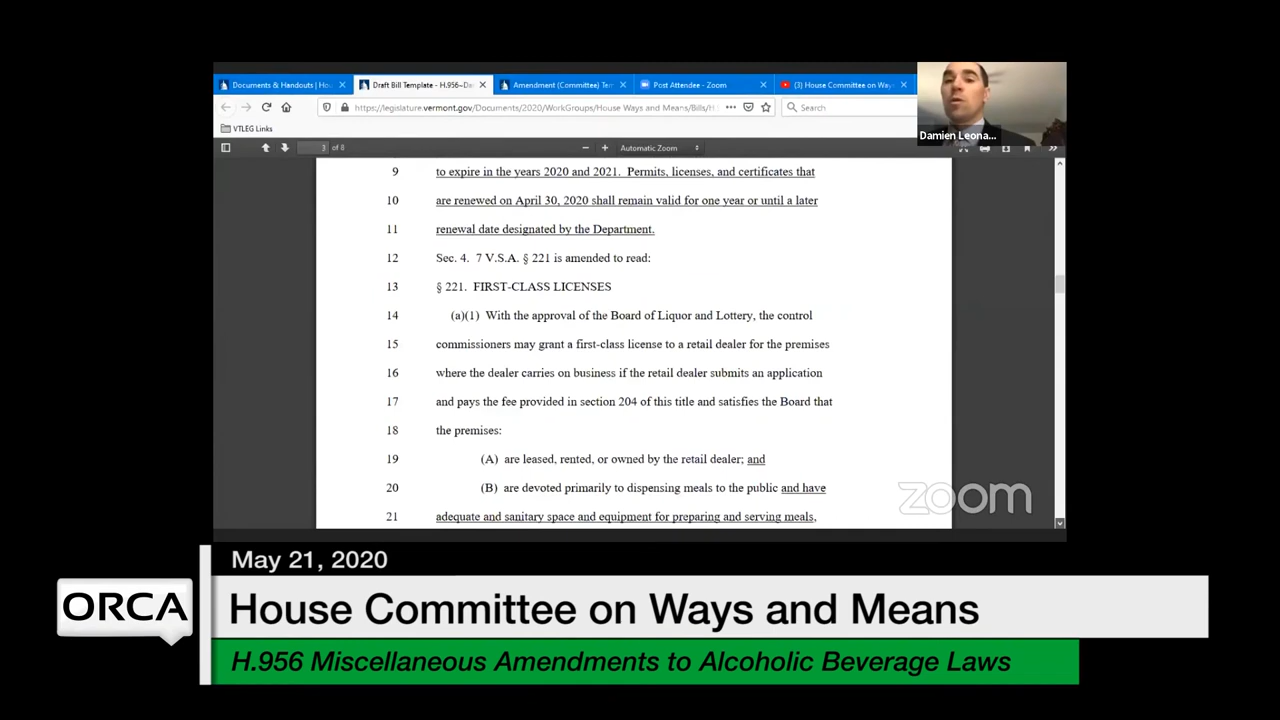 Documents & Handouts | Ho
Draft Bill Template - H.956~Da
Amendment (Committee) Tem
Post Attendee - Zoom
(3) House Committee on Ways
https://legislature.vermont.gov/Documents/2020/WorkGroups/House Ways and Means/Bills/H
Search
VTLEG Links
3 of 8
Automatic Zoom
Damien Leona...
9 to expire in the years 2020 and 2021. Permits, licenses, and certificates that
10 are renewed on April 30, 2020 shall remain valid for one year or until a later
11 renewal date designated by the Department.
12 Sec. 4. 7 V.S.A. § 221 is amended to read:
13 § 221. FIRST-CLASS LICENSES
14 (a)(1) With the approval of the Board of Liquor and Lottery, the control
15 commissioners may grant a first-class license to a retail dealer for the premises
16 where the dealer carries on business if the retail dealer submits an application
17 and pays the fee provided in section 204 of this title and satisfies the Board that
18 the premises:
19 (A) are leased, rented, or owned by the retail dealer; and
20 (B) are devoted primarily to dispensing meals to the public and have
21 adequate and sanitary space and equipment for preparing and serving meals,
zoom
May 21, 2020
ORCA
House Committee on Ways and Means
H.956 Miscellaneous Amendments to Alcoholic Beverage Laws